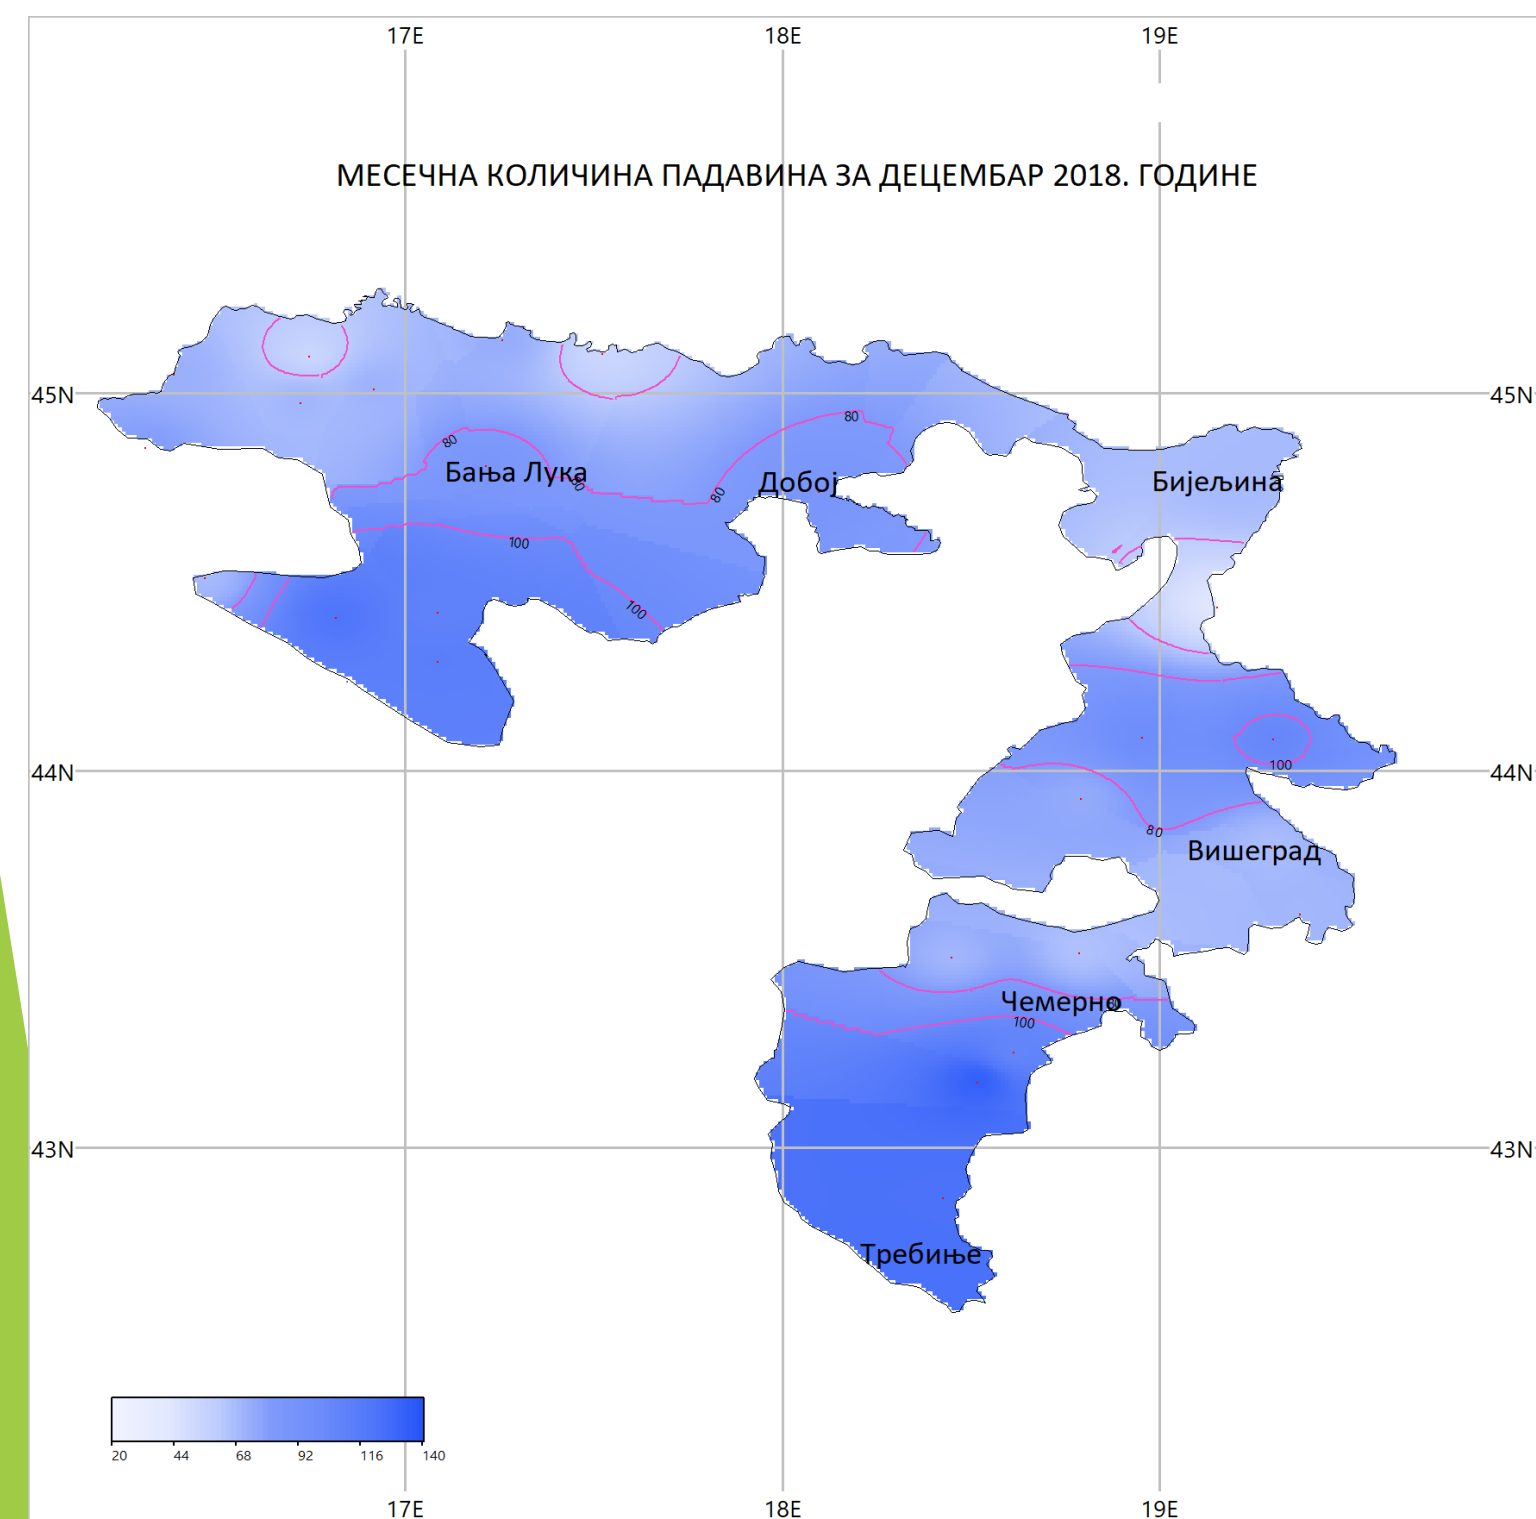 17E 18E 19E
МЕСЕЧНА КОЛИЧИНА ПАДАВИНА ЗА ДЕЦЕМБАР 2018. ГОДИНЕ
45N 45N
80
80
Бања Лука Добој Бијељина
80 80
100
100
44N 100 44N
80
Вишеград
Чемерно 80
100
43N 43N
Требиње
20 44 68 92 116 140
17E 18E 19E